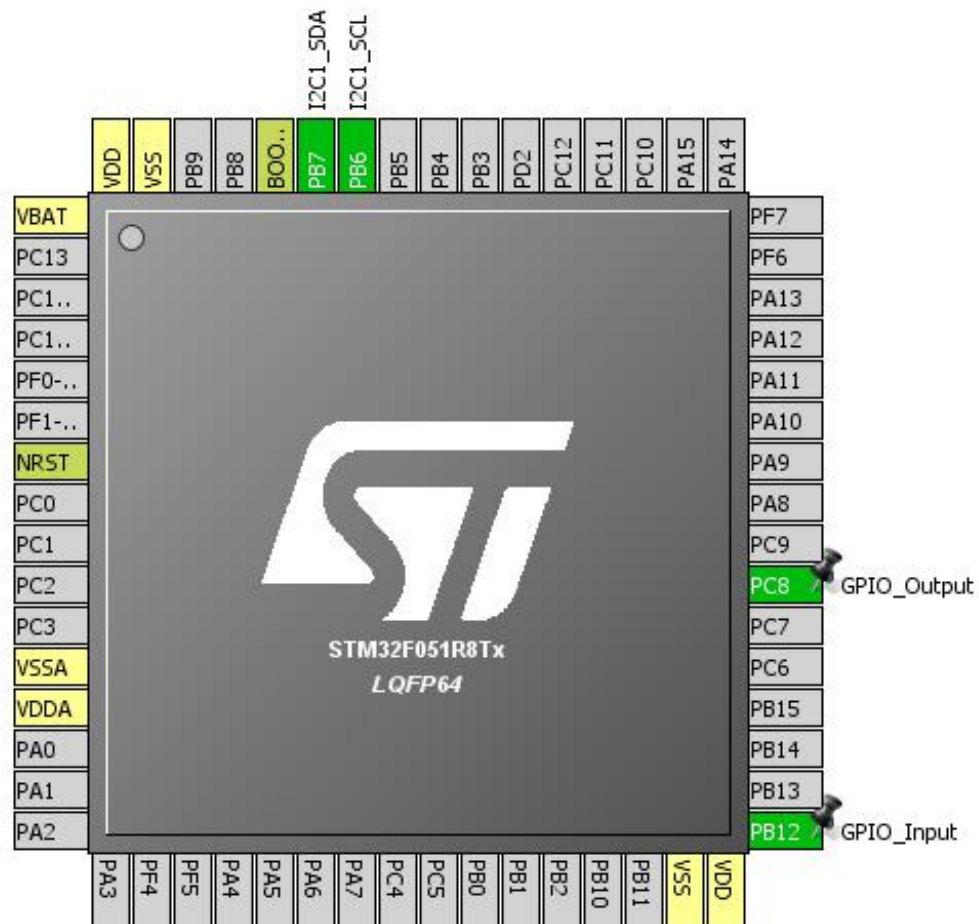 I2C1_SDA
I2C1_SCL
VDD
VSS
PB9
PB8
BOO..
PB7
PB6
PB5
PB4
PB3
PD2
PC12
PC11
PC10
PA15
PA14
VBAT
PC13
PC1..
PC1..
PF0-..
PF1-..
NRST
PC0
PC1
PC2
PC3
VSSA
VDDA
PA0
PA1
PA2
ST
STM32F051R8Tx
LQFP64
PF7
PF6
PA13
PA12
PA11
PA10
PA9
PA8
PC9
PC8 GPIO_Output
PC7
PC6
PB15
PB14
PB13
PB12 GPIO_Input
PA3
PF4
PF5
PA4
PA5
PA6
PA7
PC4
PC5
PB0
PB1
PB2
PB10
PB11
VSS
VDD